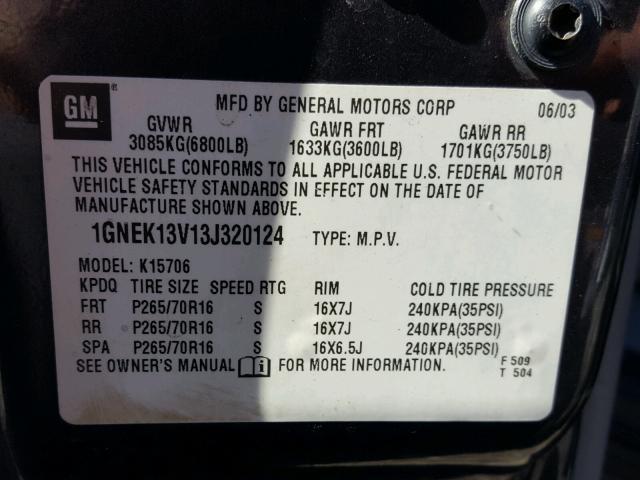 GM ®
MFD BY GENERAL MOTORS CORP 06/03
GVWR GAWR FRT GAWR RR
3085KG(6800LB) 1633KG(3600LB) 1701KG(3750LB)
THIS VEHICLE CONFORMS TO ALL APPLICABLE U.S. FEDERAL MOTOR
VEHICLE SAFETY STANDARDS IN EFFECT ON THE DATE OF
MANUFACTURE SHOWN ABOVE.
1GNEK13V13J320124 TYPE: M.P.V.
MODEL: K15706
KPDQ TIRE SIZE SPEED RTG RIM COLD TIRE PRESSURE
FRT P265/70R16 S 16X7J 240KPA(35PSI)
RR P265/70R16 S 16X7J 240KPA(35PSI)
SPA P265/70R16 S 16X6.5J 240KPA(35PSI)
SEE OWNER'S MANUAL FOR MORE INFORMATION.
F 509
T 504